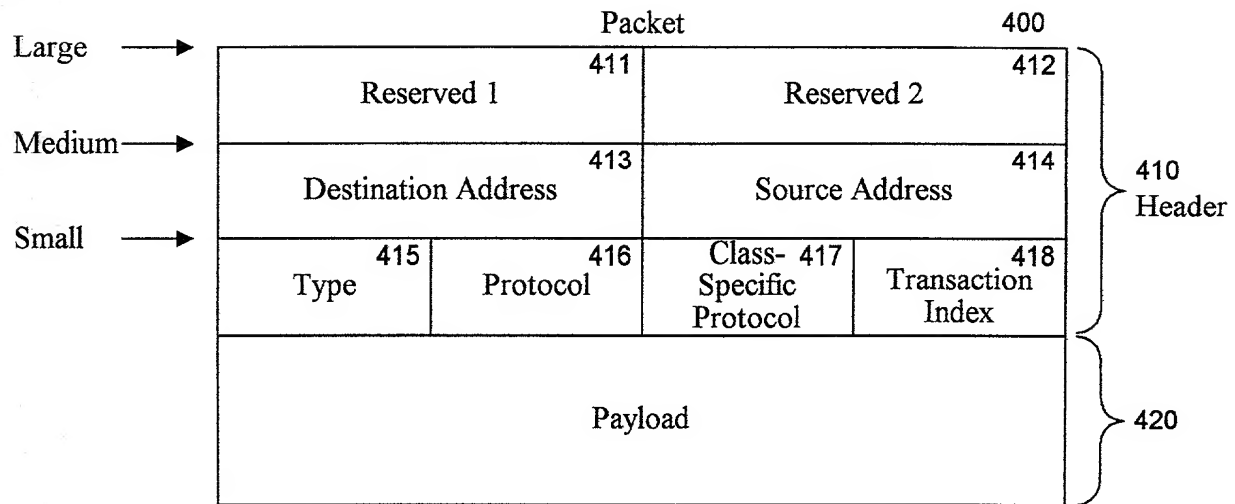 Packet 400
Large
411 412
Reserved 1 Reserved 2
Medium
413 414
Destination Address Source Address
410
Header
Small
415 416 Class- 417 418
Type Protocol Specific Transaction
Protocol Index
Payload 420